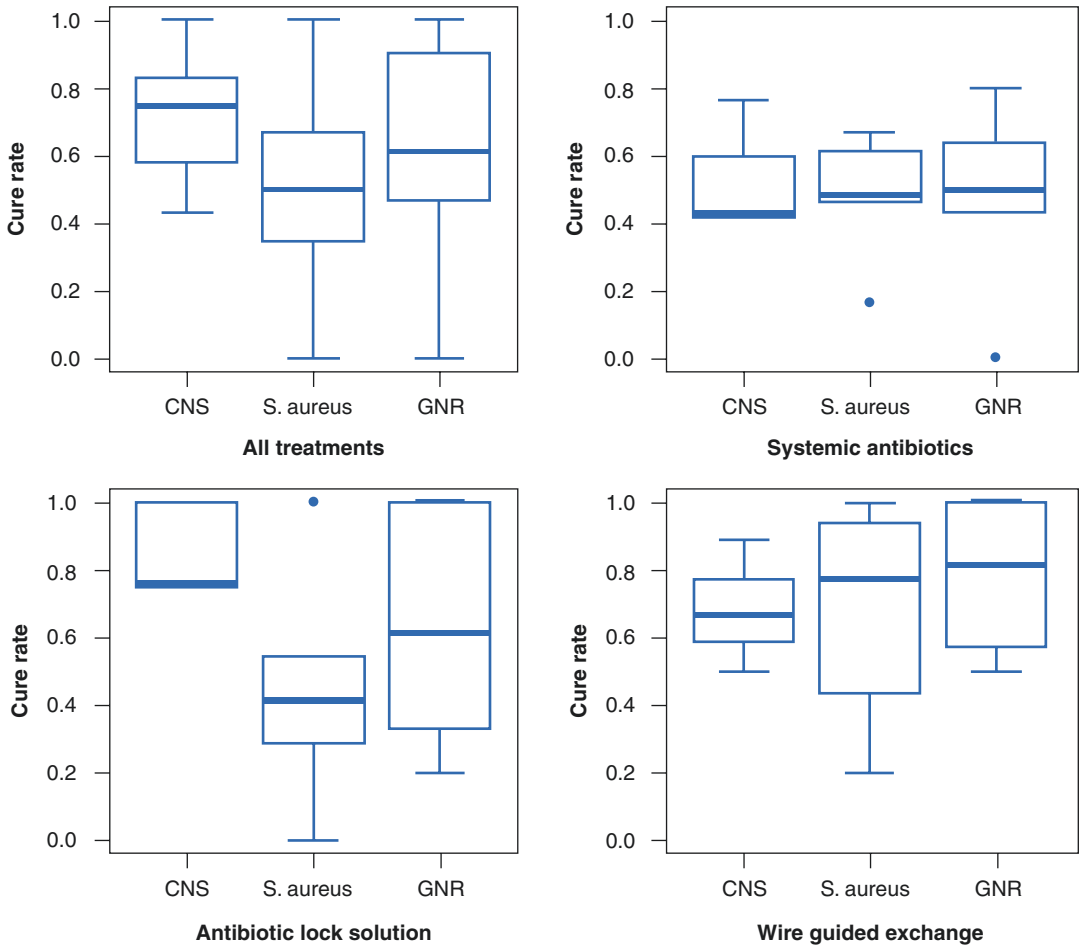 1.0
0.8
0.6
0.4
0.2
0.0
Cure rate
CNS S. aureus GNR
All treatments
1.0
0.8
0.6
0.4
0.2
0.0
Cure rate
CNS S. aureus GNR
Systemic antibiotics
1.0
0.8
0.6
0.4
0.2
0.0
Cure rate
CNS S. aureus GNR
Antibiotic lock solution
1.0
0.8
0.6
0.4
0.2
0.0
Cure rate
CNS S. aureus GNR
Wire guided exchange